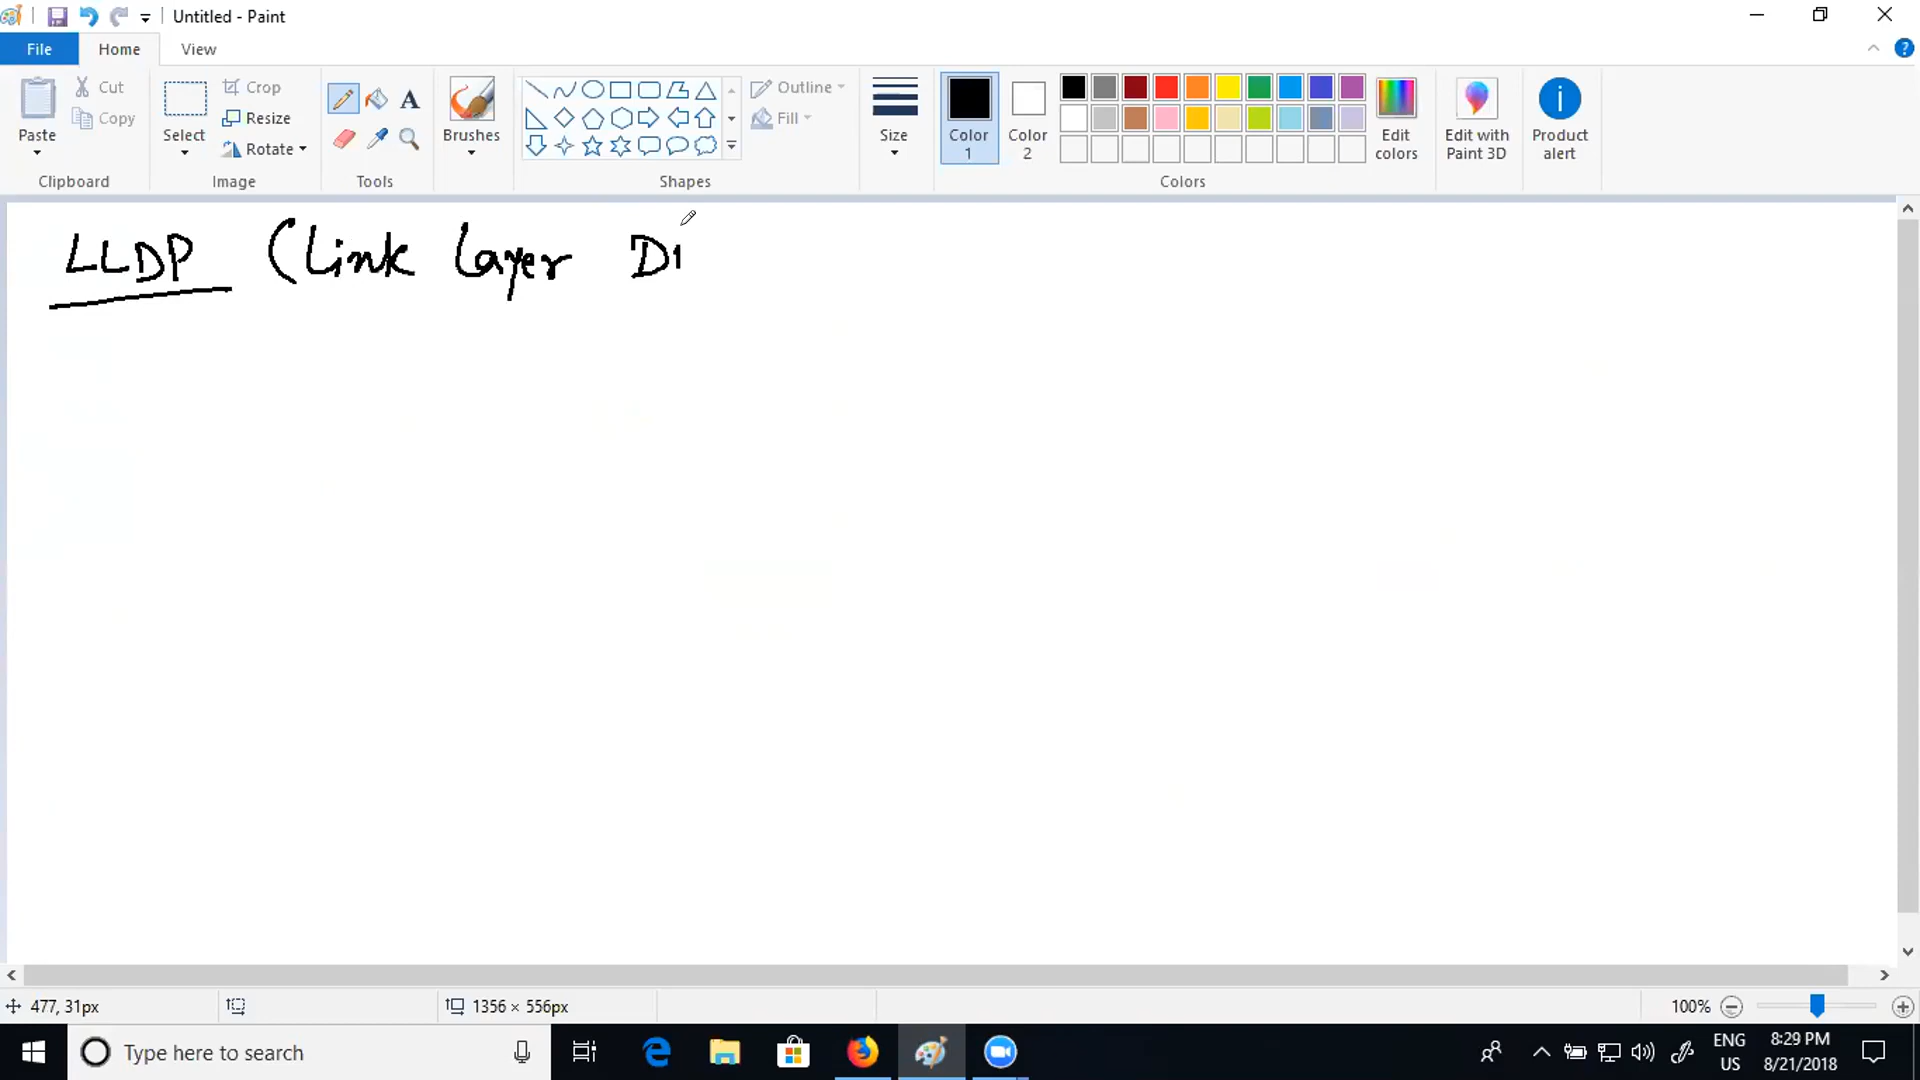 Untitled - Paint
File Home View
Paste Cut Copy Clipboard
Select Crop Resize Rotate Image
Tools
Brushes
Outline Fill Shapes
Size
Color 1 Color 2 Edit colors Colors
Edit with Paint 3D
Product alert
LLDP (Link Layer Di
477, 31px 1356 × 556px 100%
Type here to search ENG US 8:29 PM 8/21/2018